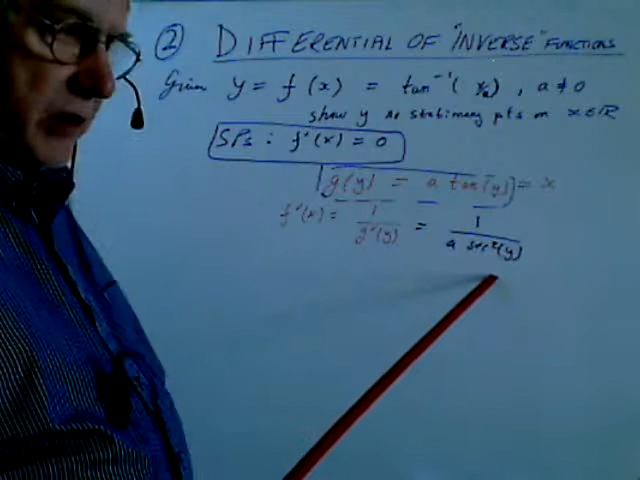 ② DIFFERENTIAL OF "INVERSE" FUNCTIONS
Given y = f(x) = tan⁻¹(x/a), a ≠ 0
show y no stationary pts on x∈ℝ
SPs : f'(x) = 0
g(y) = a tan(y) = x
f'(x) = 1/g'(y) = 1/(a sec²(y))